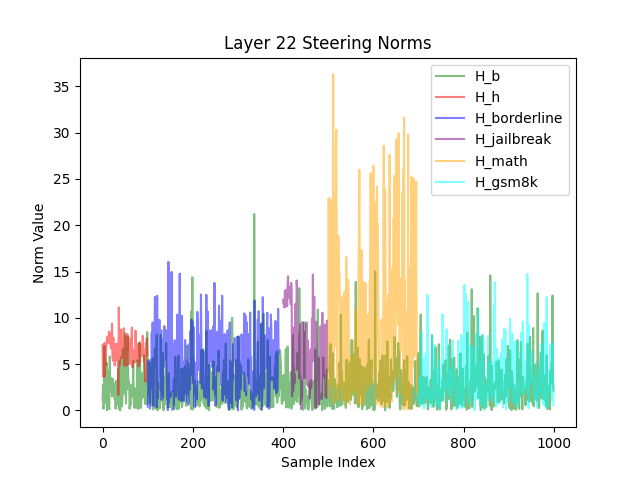 Layer 22 Steering Norms
Norm Value
35
30
25
20
15
10
5
0
H_b
H_h
H_borderline
H_jailbreak
H_math
H_gsm8k
0 200 400 600 800 1000
Sample Index